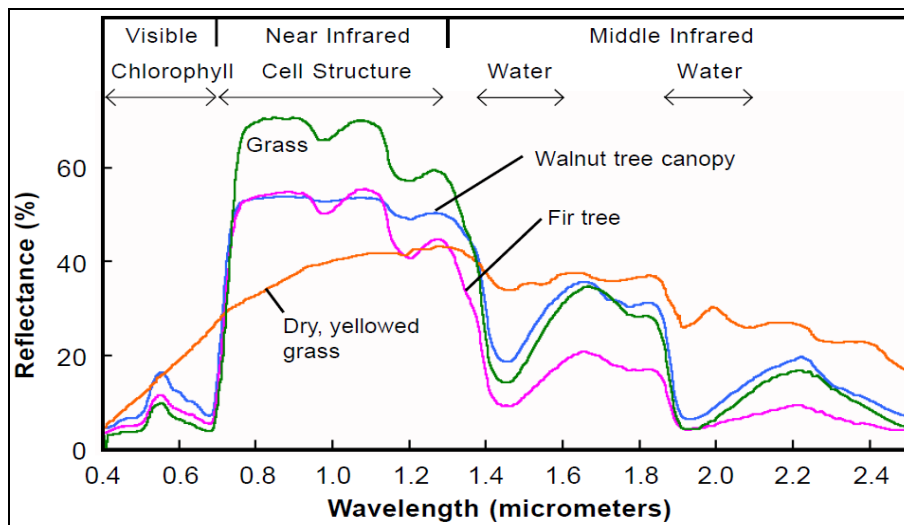 Visible Near Infrared Middle Infrared
Chlorophyll Cell Structure Water Water
Grass
Walnut tree canopy
Fir tree
Dry, yellowed
grass
Reflectance (%)
60
40
20
0
0.4 0.6 0.8 1.0 1.2 1.4 1.6 1.8 2.0 2.2 2.4
Wavelength (micrometers)